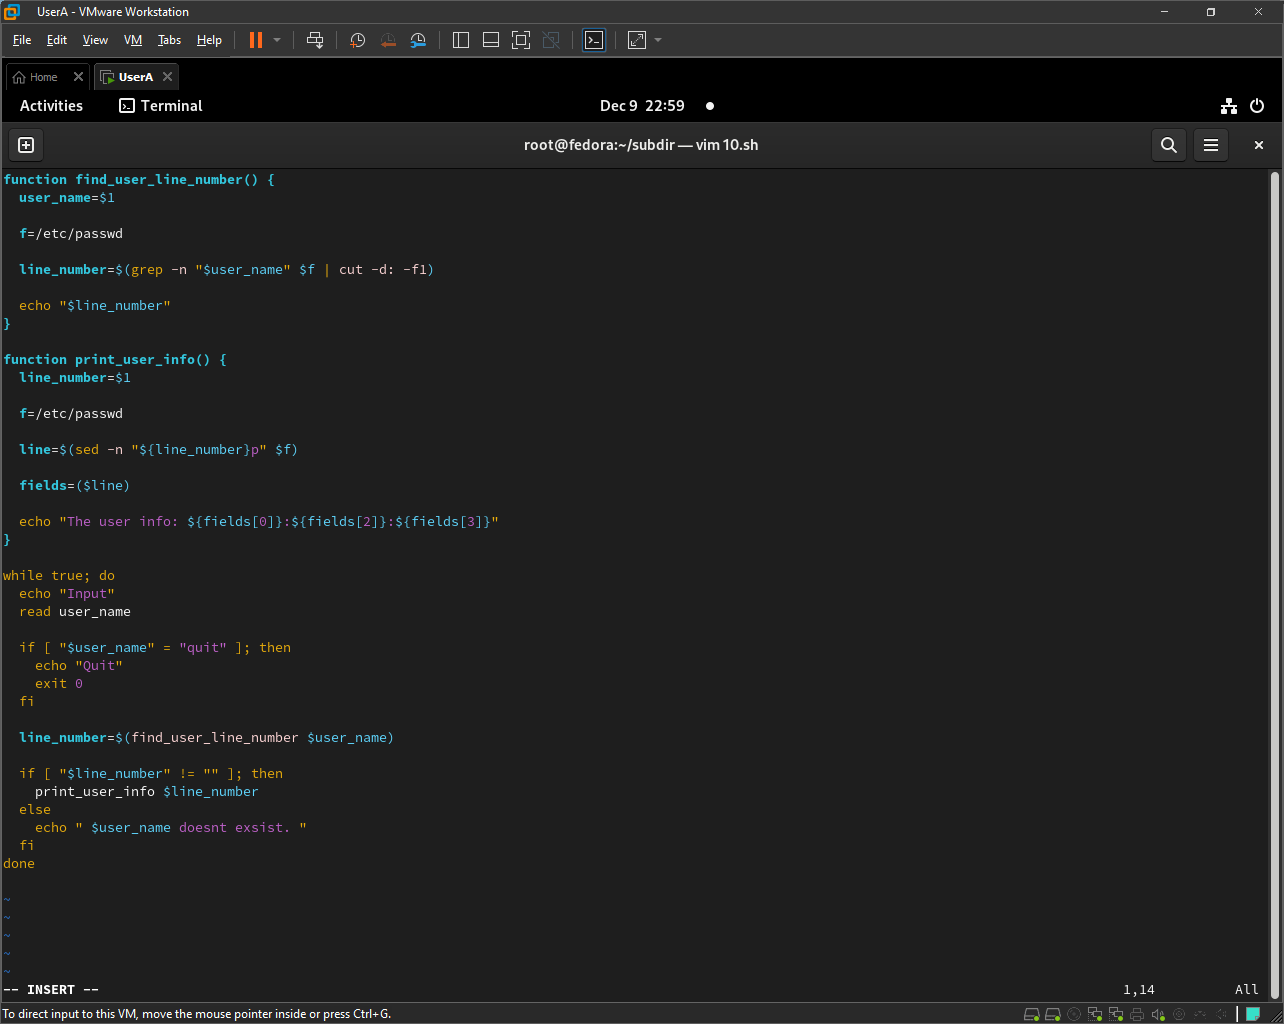 UserA - VMware Workstation
File Edit View VM Tabs Help
Home UserA
Activities Terminal Dec 9 22:59
root@fedora:~/subdir — vim 10.sh
function find_user_line_number() {
  user_name=$1

  f=/etc/passwd

  line_number=$(grep -n "$user_name" $f | cut -d: -f1)

  echo "$line_number"
}

function print_user_info() {
  line_number=$1

  f=/etc/passwd

  line=$(sed -n "${line_number}p" $f)

  fields=($line)

  echo "The user info: ${fields[0]}:${fields[2]}:${fields[3]}"
}

while true; do
  echo "Input"
  read user_name

  if [ "$user_name" = "quit" ]; then
    echo "Quit"
    exit 0
  fi

  line_number=$(find_user_line_number $user_name)

  if [ "$line_number" != "" ]; then
    print_user_info $line_number
  else
    echo " $user_name doesnt exsist. "
  fi
done

~
~
~
~
~
-- INSERT -- 1,14 All
To direct input to this VM, move the mouse pointer inside or press Ctrl+G.